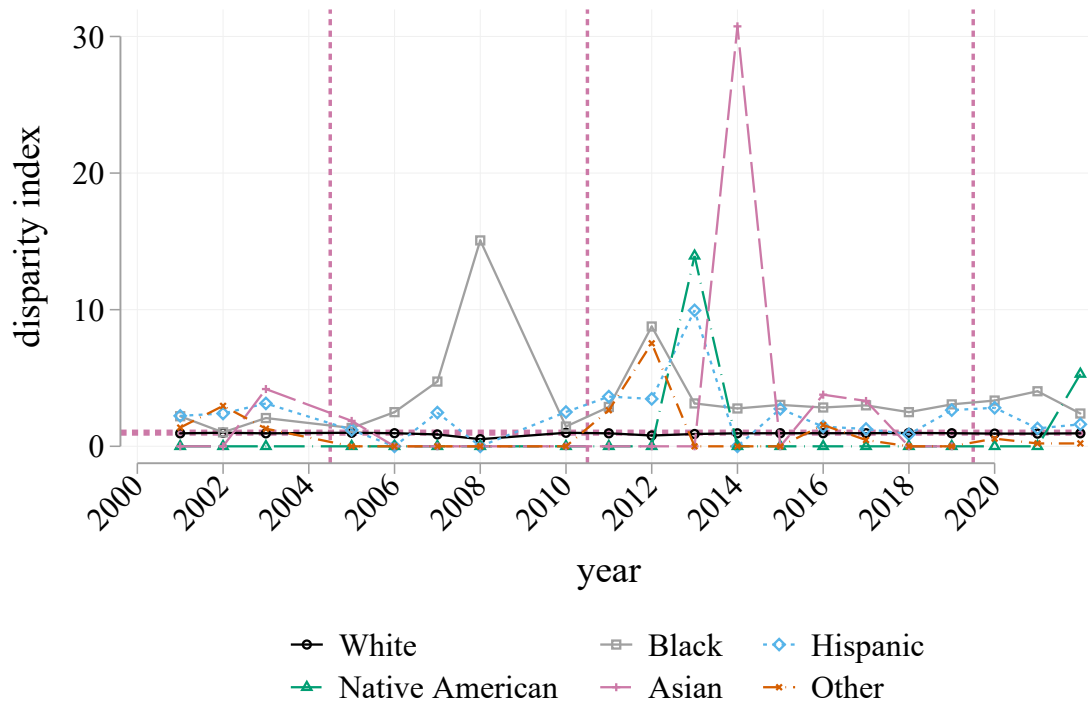 30
20
10
0
disparity index
2000 2002 2004 2006 2008 2010 2012 2014 2016 2018 2020
year
White Black Hispanic
Native American Asian Other